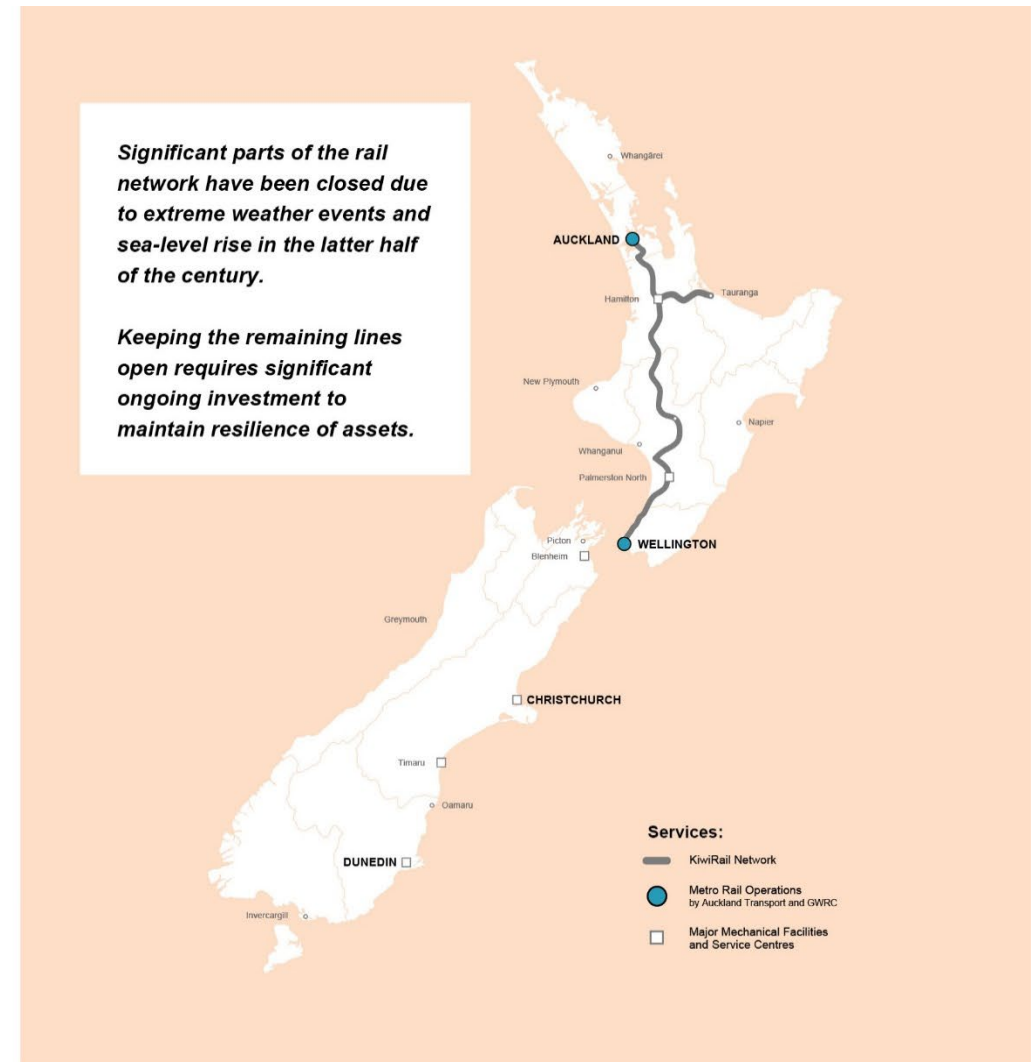 Significant parts of the rail
network have been closed due
to extreme weather events and
sea-level rise in the latter half
of the century.
Keeping the remaining lines
open requires significant
ongoing investment to
maintain resilience of assets.
Whangārei
AUCKLAND
Hamilton
Tauranga
New Plymouth
Napier
Whanganui
Palmerston North
Picton
WELLINGTON
Blenheim
Greymouth
CHRISTCHURCH
Timaru
Oamaru
DUNEDIN
Invercargill
Services:
KiwiRail Network
Metro Rail Operations
by Auckland Transport and GWRC
Major Mechanical Facilities
and Service Centres